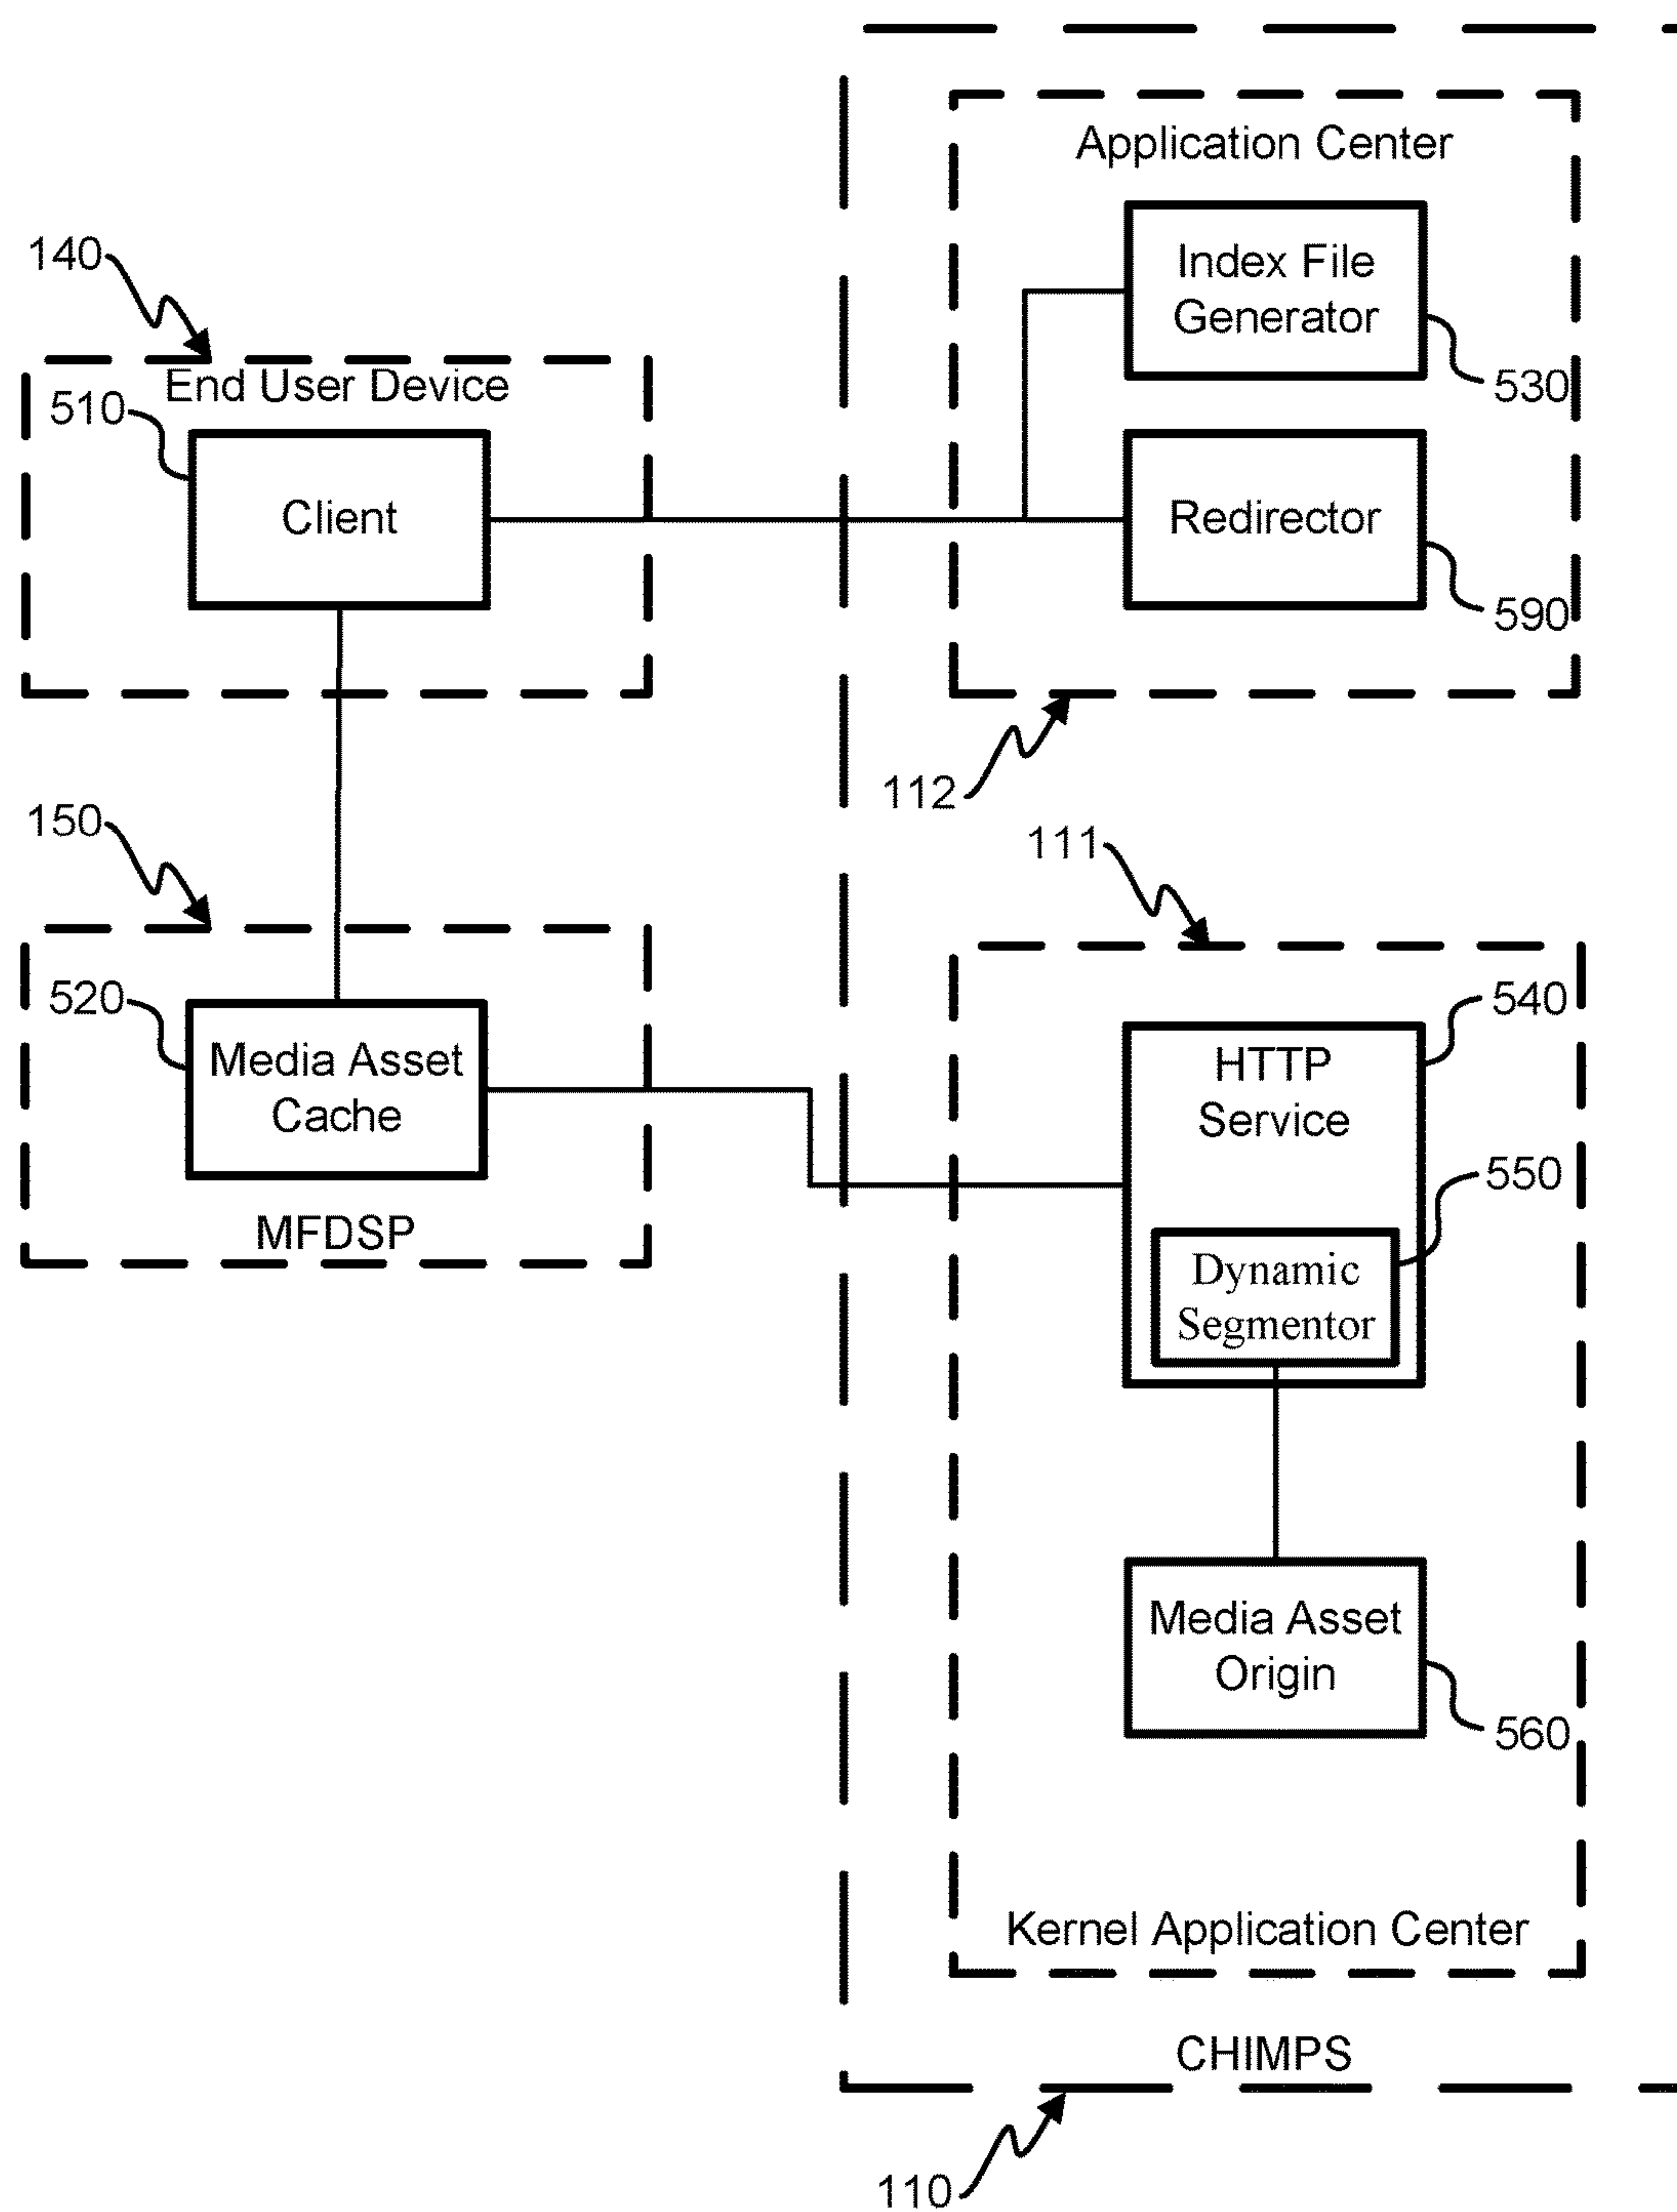 Application Center
Index File
Generator
530
140
End User Device
510
Client
Redirector
590
112
150
111
520
Media Asset
Cache
MFDSP
540
HTTP
Service
550
Dynamic
Segmentor
Media Asset
Origin
560
Kernel Application Center
CHIMPS
110